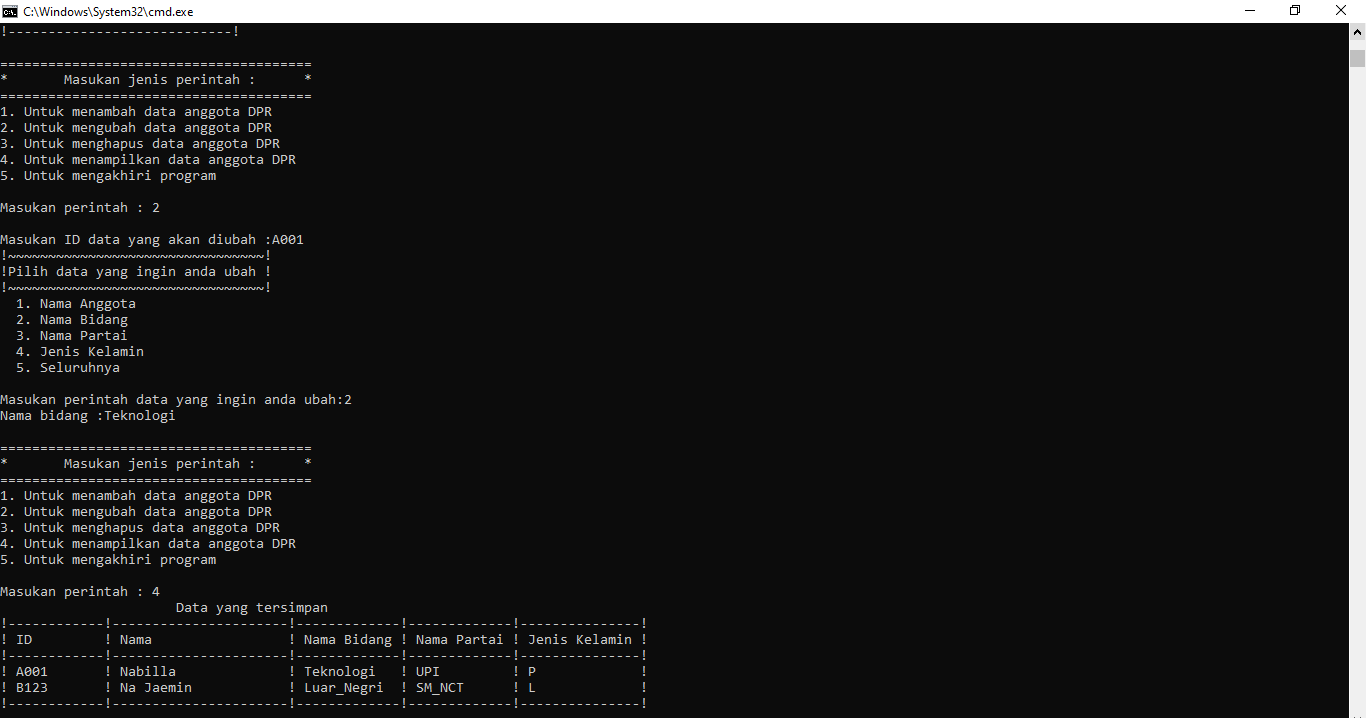 C:\Windows\System32\cmd.exe
!----------------------------!
=======================================
*       Masukan jenis perintah :      *
=======================================
1. Untuk menambah data anggota DPR
2. Untuk mengubah data anggota DPR
3. Untuk menghapus data anggota DPR
4. Untuk menampilkan data anggota DPR
5. Untuk mengakhiri program
Masukan perintah : 2
Masukan ID data yang akan diubah :A001
!~~~~~~~~~~~~~~~~~~~~~~~~~~~~~~~~!
!Pilih data yang ingin anda ubah !
!~~~~~~~~~~~~~~~~~~~~~~~~~~~~~~~~!
  1. Nama Anggota
  2. Nama Bidang
  3. Nama Partai
  4. Jenis Kelamin
  5. Seluruhnya
Masukan perintah data yang ingin anda ubah:2
Nama bidang :Teknologi
=======================================
*       Masukan jenis perintah :      *
=======================================
1. Untuk menambah data anggota DPR
2. Untuk mengubah data anggota DPR
3. Untuk menghapus data anggota DPR
4. Untuk menampilkan data anggota DPR
5. Untuk mengakhiri program
Masukan perintah : 4
                      Data yang tersimpan
!------------!----------------------!-------------!-------------!---------------!
! ID         ! Nama                 ! Nama Bidang ! Nama Partai ! Jenis Kelamin !
!------------!----------------------!-------------!-------------!---------------!
! A001       ! Nabilla              ! Teknologi   ! UPI         ! P             !
! B123       ! Na Jaemin            ! Luar_Negri  ! SM_NCT      ! L             !
!------------!----------------------!-------------!-------------!---------------!